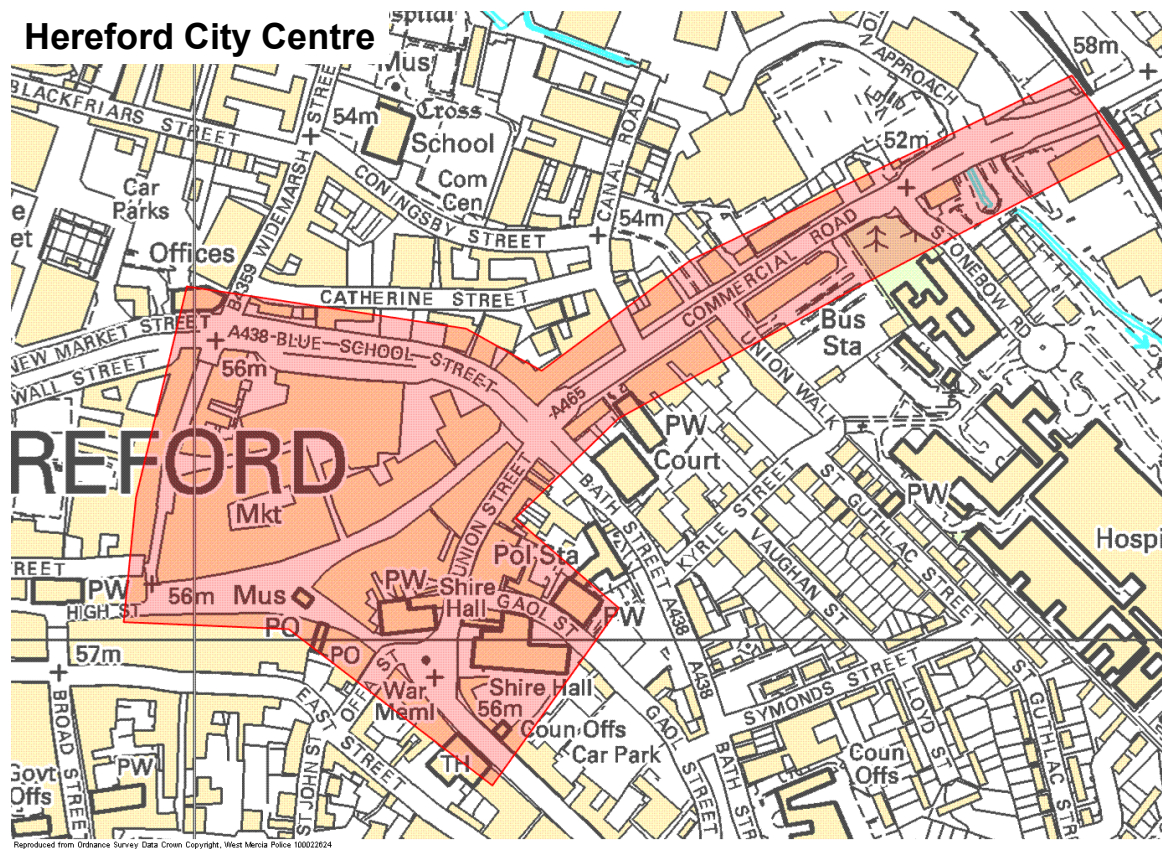 Hereford City Centre
Mus
Cross
School
54m
Com
Cen
BLACKFRIARS STREET
WIDEMARSH STREET
CONINGSBY STREET
CANAL ROAD
54m
N APPROACH
58m
52m
Car
Parks
Offices
B4359
CATHERINE STREET
NEW MARKET STREET
WALL STREET
A438 BLUE SCHOOL STREET
56m
COMMERCIAL ROAD
A465
STONEBOW RD
Bus
Sta
UNION WALK
REFORD
Mkt
UNION STREET
PW
Court
BATH STREET
KYRLE STREET
VAUGHAN ST
ST GUTHLAC STREET
PW
Hospi
Pol Sta
TREET
PW
HIGH ST
56m
Mus
PW
Shire
Hall
GAOL ST
PW
PO
PO
A438
57m
BROAD STREET
EAST STREET
OFFA ST
War
Meml
Shire Hall
56m
Coun Offs
Car Park
GAOL
SYMONDS STREET
LLOYD ST
ST GUTHLAC ST
A438
BATH STREET
Coun
Offs
Govt
Offs
PW
ST JOHN ST
TH
Reproduced from Ordnance Survey Data Crown Copyright, West Mercia Police 100022624